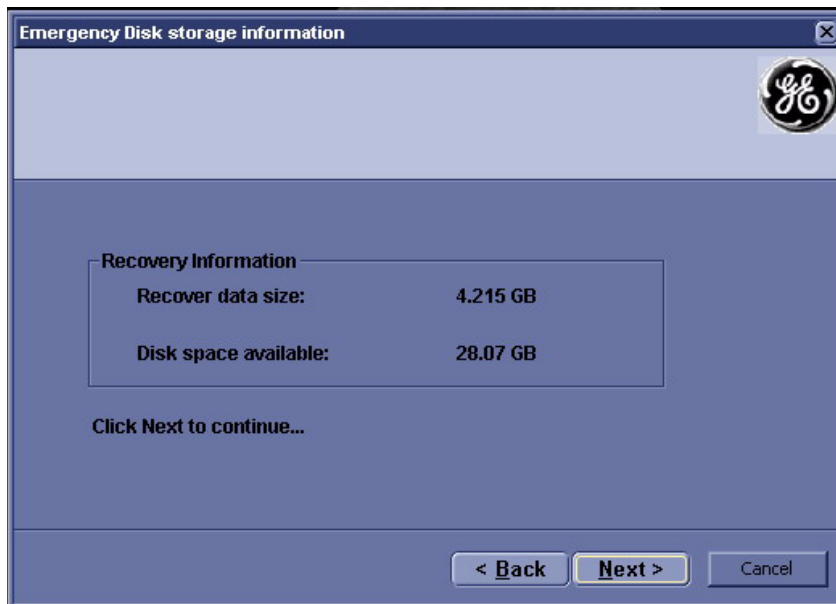 Emergency Disk storage information
GE
Recovery Information
Recover data size: 4.215 GB
Disk space available: 28.07 GB
Click Next to continue...
< Back Next > Cancel